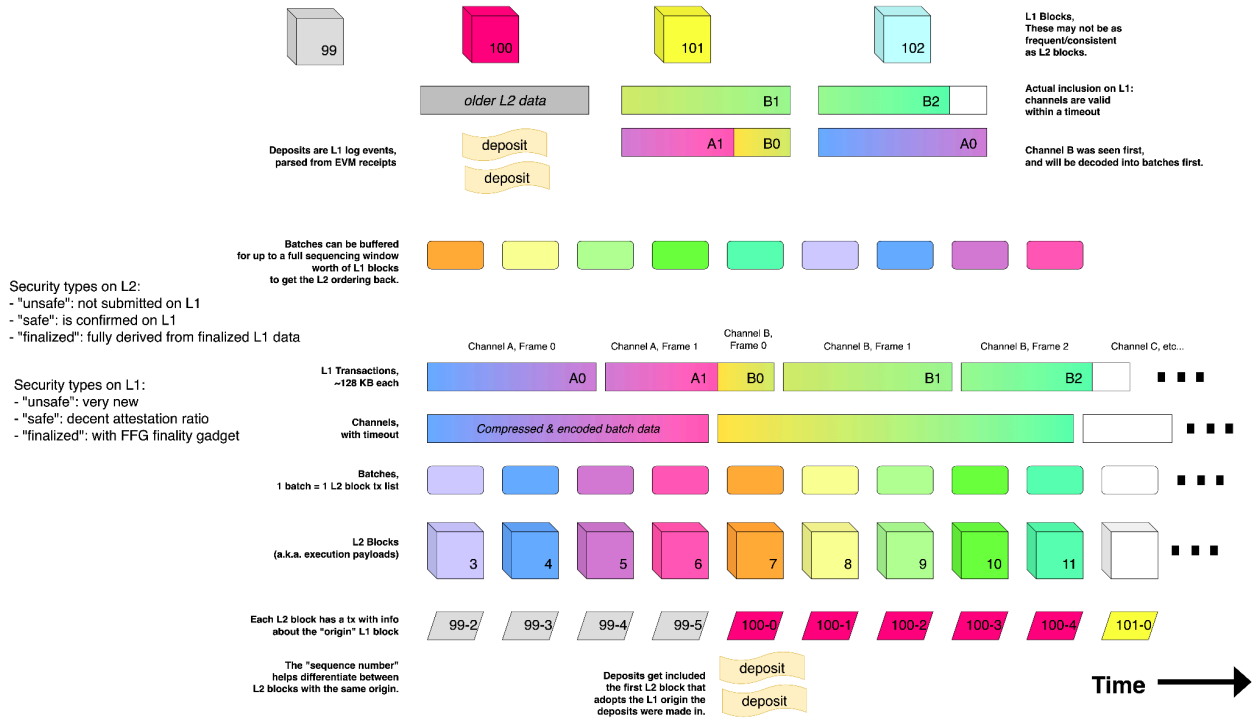 99
100
101
102
L1 Blocks,
These may not be as
frequent/consistent
as L2 blocks.
older L2 data
B1
B2
Actual inclusion on L1:
channels are valid
within a timeout
Deposits are L1 log events,
parsed from EVM receipts
deposit
deposit
A1
B0
A0
Channel B was seen first,
and will be decoded into batches first.
Batches can be buffered
for up to a full sequencing window
worth of L1 blocks
to get the L2 ordering back.
Security types on L2:
- "unsafe": not submitted on L1
- "safe": is confirmed on L1
- "finalized": fully derived from finalized L1 data
Security types on L1:
- "unsafe": very new
- "safe": decent attestation ratio
- "finalized": with FFG finality gadget
Channel A, Frame 0
Channel A, Frame 1
Channel B,
Frame 0
Channel B, Frame 1
Channel B, Frame 2
Channel C, etc...
L1 Transactions,
~128 KB each
A0
A1
B0
B1
B2
Channels,
with timeout
Compressed & encoded batch data
Batches,
1 batch = 1 L2 block tx list
L2 Blocks
(a.k.a. execution payloads)
3
4
5
6
7
8
9
10
11
Each L2 block has a tx with info
about the "origin" L1 block
99-2
99-3
99-4
99-5
100-0
100-1
100-2
100-3
100-4
101-0
The "sequence number"
helps differentiate between
L2 blocks with the same origin.
Deposits get included
the first L2 block that
adopts the L1 origin the
deposits were made in.
deposit
deposit
Time